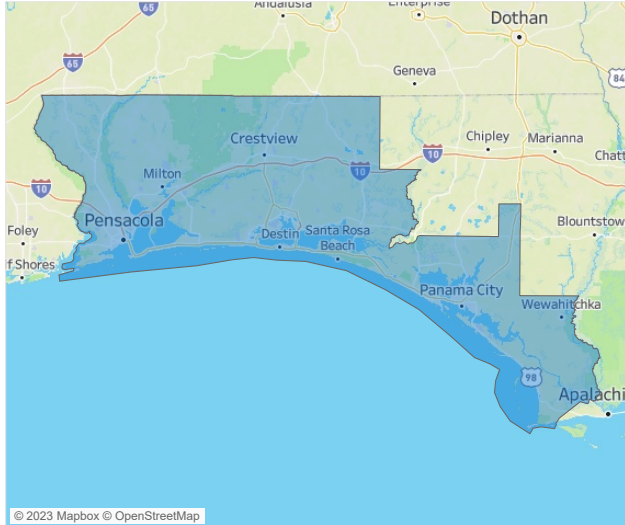 Andalusia
Enterprise
65
Dothan
65
Geneva
84
Crestview
10
Chipley
Marianna
Chatt
Milton
10
10
Pensacola
Foley
Destin
Santa Rosa
Beach
Blountstow
f Shores
Panama City
Wewahitchka
98
Apalachi
© 2023 Mapbox © OpenStreetMap